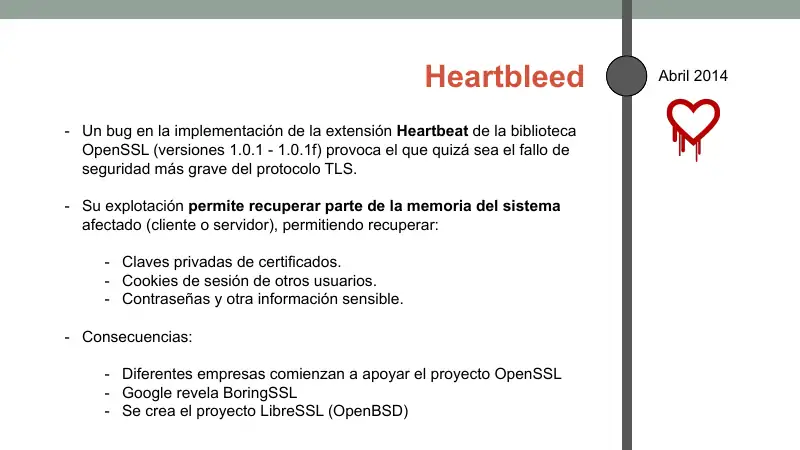 Heartbleed
Abril 2014
- Un bug en la implementación de la extensión Heartbeat de la biblioteca
OpenSSL (versiones 1.0.1 - 1.0.1f) provoca el que quizá sea el fallo de
seguridad más grave del protocolo TLS.
- Su explotación permite recuperar parte de la memoria del sistema
afectado (cliente o servidor), permitiendo recuperar:
- Claves privadas de certificados.
- Cookies de sesión de otros usuarios.
- Contraseñas y otra información sensible.
- Consecuencias:
- Diferentes empresas comienzan a apoyar el proyecto OpenSSL
- Google revela BoringSSL
- Se crea el proyecto LibreSSL (OpenBSD)